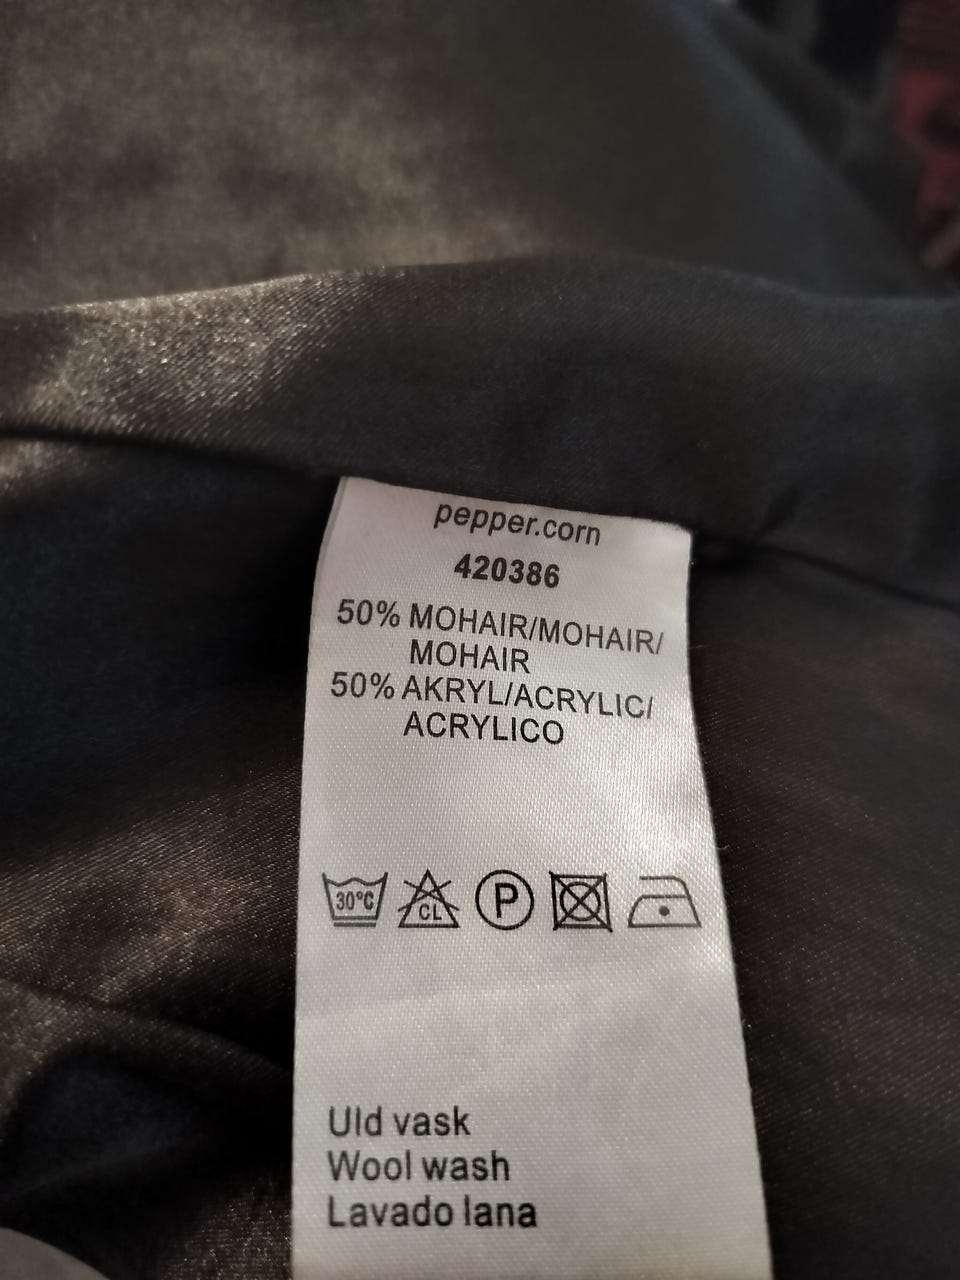 pepper.corn
420386
50% MOHAIR/MOHAIR/
MOHAIR
50% AKRYL/ACRYLIC/
ACRYLICO
30°C CL P
Uld vask
Wool wash
Lavado lana